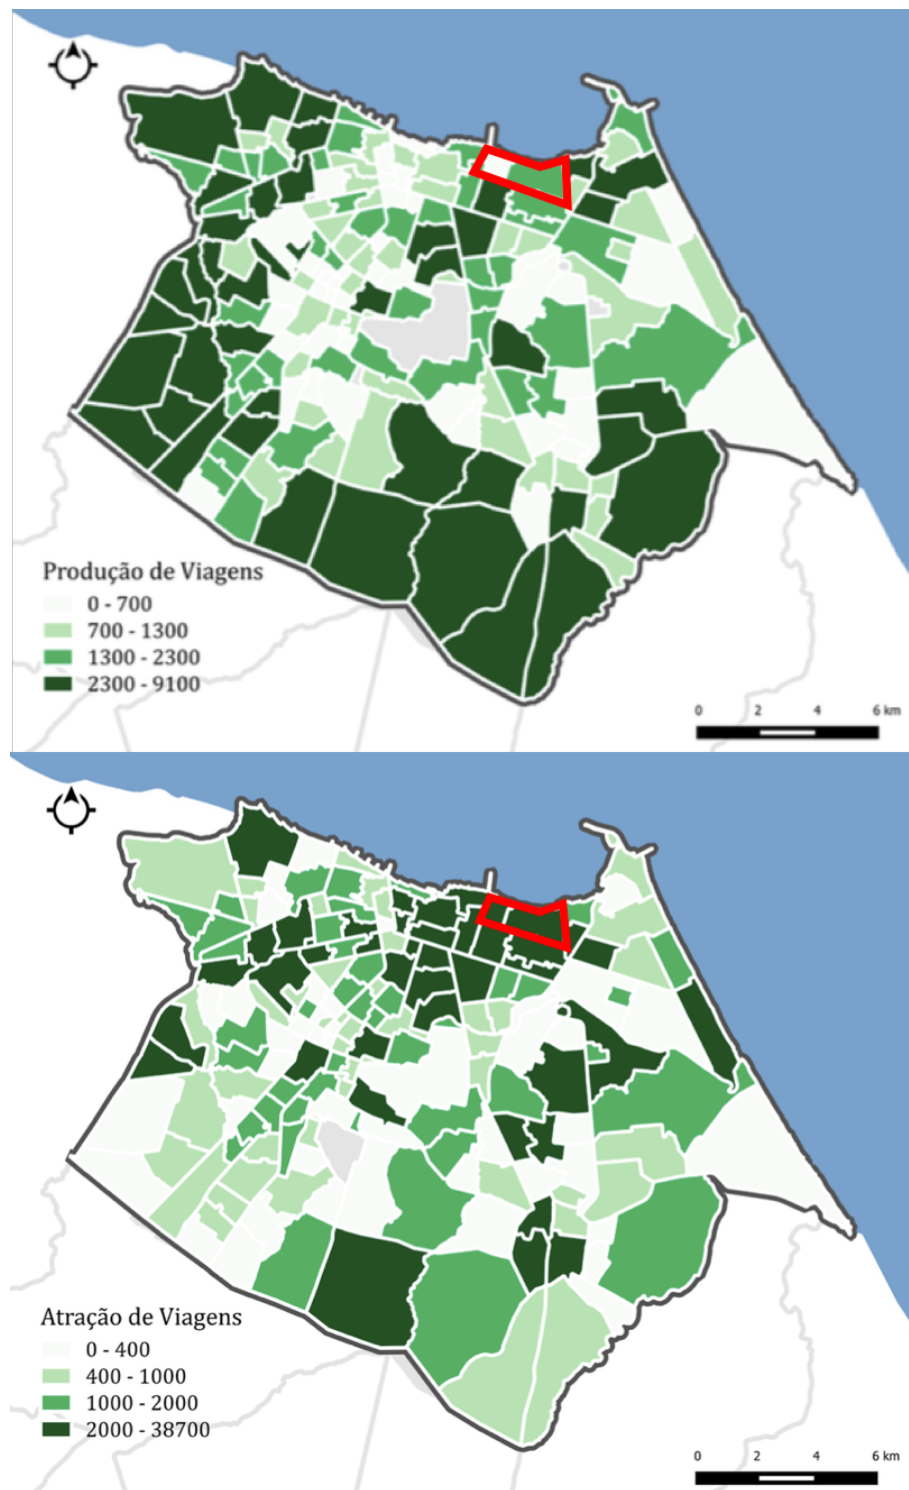 Produção de Viagens
0 - 700
700 - 1300
1300 - 2300
2300 - 9100
0 2 4 6 km
Atração de Viagens
0 - 400
400 - 1000
1000 - 2000
2000 - 38700
0 2 4 6 km